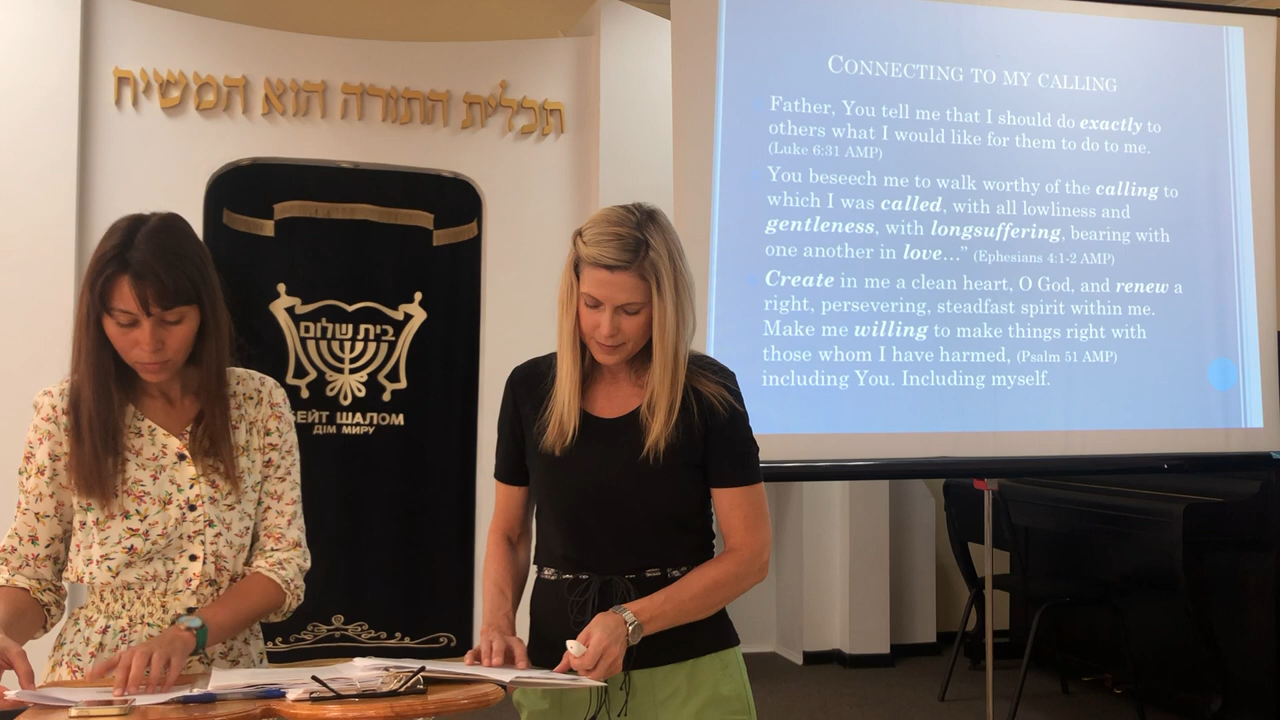 תכלית התורה הוא המשיח
בית שלום
БЕЙТ ШАЛОМ
ДІМ МИРУ
CONNECTING TO MY CALLING
Father, You tell me that I should do exactly to
others what I would like for them to do to me.
(Luke 6:31 AMP)
You beseech me to walk worthy of the calling to
which I was called, with all lowliness and
gentleness, with longsuffering, bearing with
one another in love…” (Ephesians 4:1-2 AMP)
Create in me a clean heart, O God, and renew a
right, persevering, steadfast spirit within me.
Make me willing to make things right with
those whom I have harmed, (Psalm 51 AMP)
including You. Including myself.